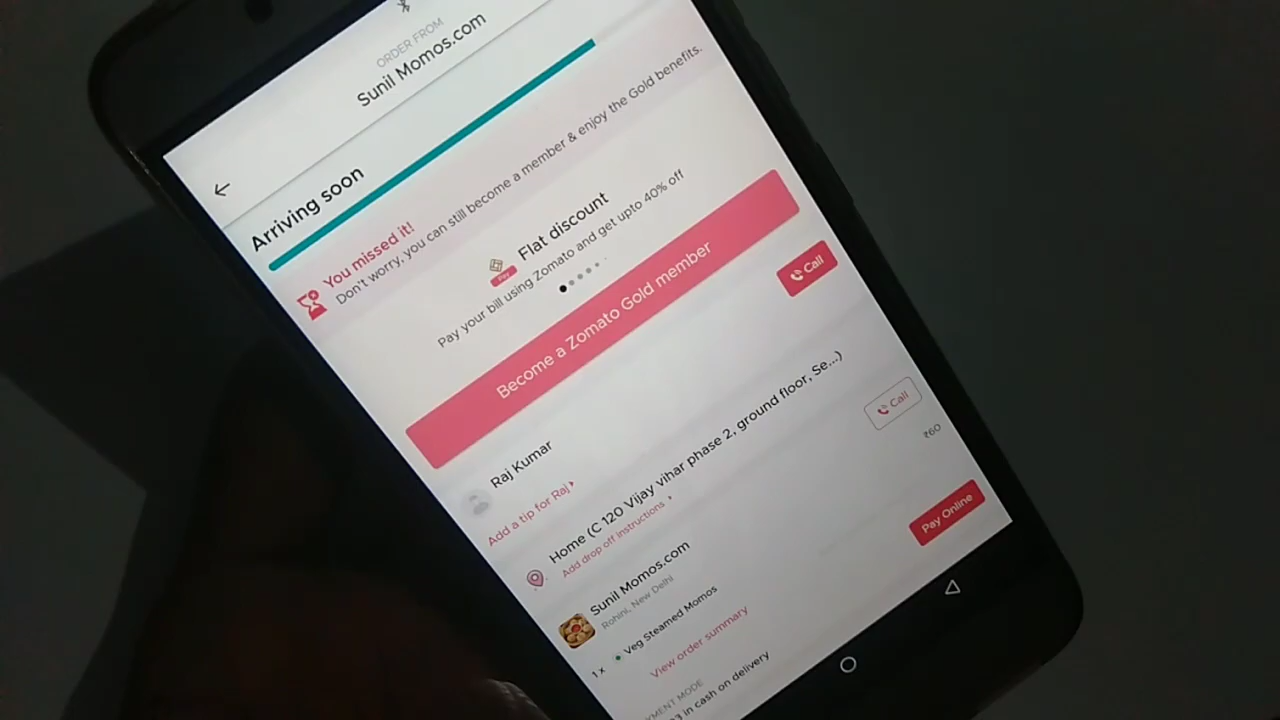 ORDER FROM
Sunil Momos.com
Arriving soon
You missed it!
Don't worry, you can still become a member & enjoy the Gold benefits.
Pay
Flat discount
Pay your bill using Zomato and get upto 40% off
Become a Zomato Gold member
Raj Kumar
Call
Add a tip for Raj
Home (C 120 Vijay vihar phase 2, ground floor, Se...)
Add drop off instructions
Sunil Momos.com
Call
Rohini, New Delhi
1 x Veg Steamed Momos
₹60
View order summary
in cash on delivery
Pay Online